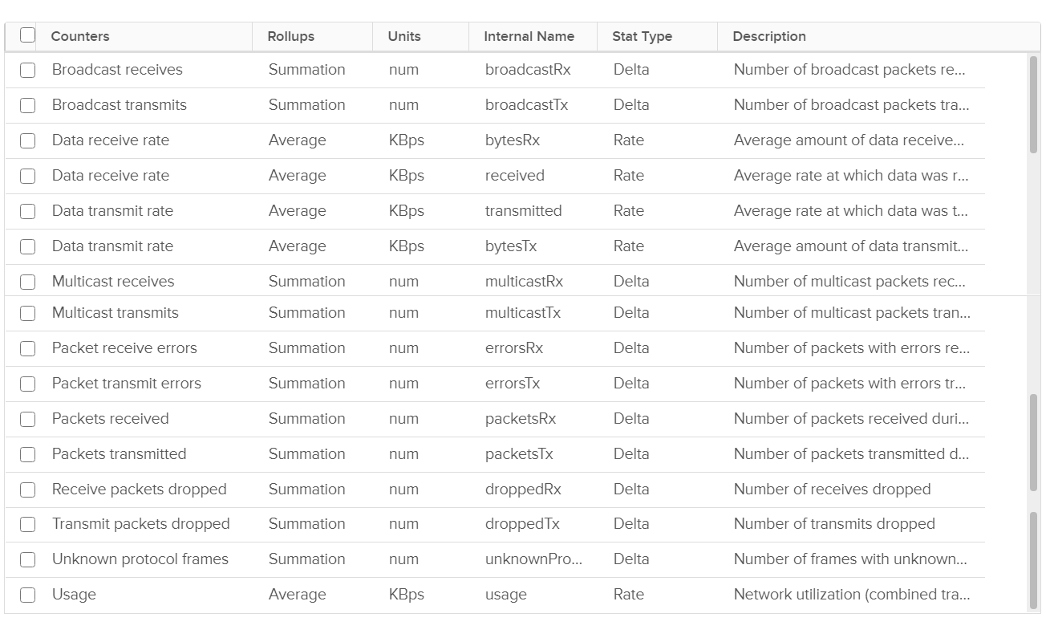 Counters Rollups Units Internal Name Stat Type Description
Broadcast receives Summation num broadcastRx Delta Number of broadcast packets re...
Broadcast transmits Summation num broadcastTx Delta Number of broadcast packets tra...
Data receive rate Average KBps bytesRx Rate Average amount of data receive...
Data receive rate Average KBps received Rate Average rate at which data was r...
Data transmit rate Average KBps transmitted Rate Average rate at which data was t...
Data transmit rate Average KBps bytesTx Rate Average amount of data transmit...
Multicast receives Summation num multicastRx Delta Number of multicast packets rec...
Multicast transmits Summation num multicastTx Delta Number of multicast packets tran...
Packet receive errors Summation num errorsRx Delta Number of packets with errors re...
Packet transmit errors Summation num errorsTx Delta Number of packets with errors tr...
Packets received Summation num packetsRx Delta Number of packets received duri...
Packets transmitted Summation num packetsTx Delta Number of packets transmitted d...
Receive packets dropped Summation num droppedRx Delta Number of receives dropped
Transmit packets dropped Summation num droppedTx Delta Number of transmits dropped
Unknown protocol frames Summation num unknownPro... Delta Number of frames with unknown...
Usage Average KBps usage Rate Network utilization (combined tra...